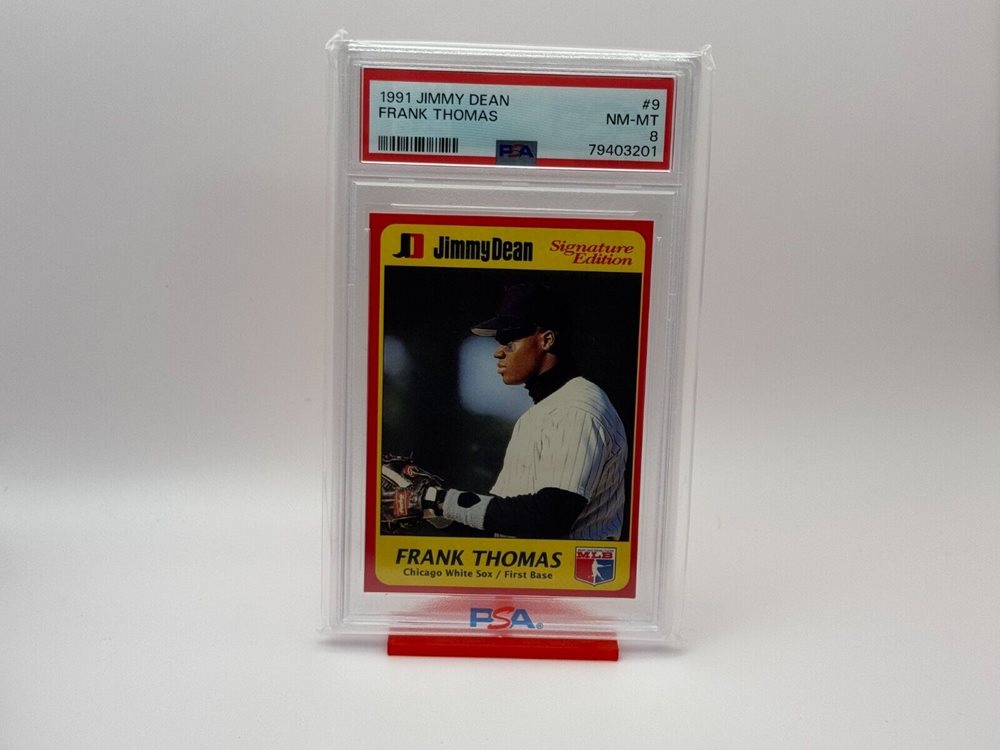 1991 JIMMY DEAN #9
FRANK THOMAS NM-MT
8
PSA 79403201
JD JimmyDean Signature
Edition
FRANK THOMAS MLB
Chicago White Sox / First Base
PSA®